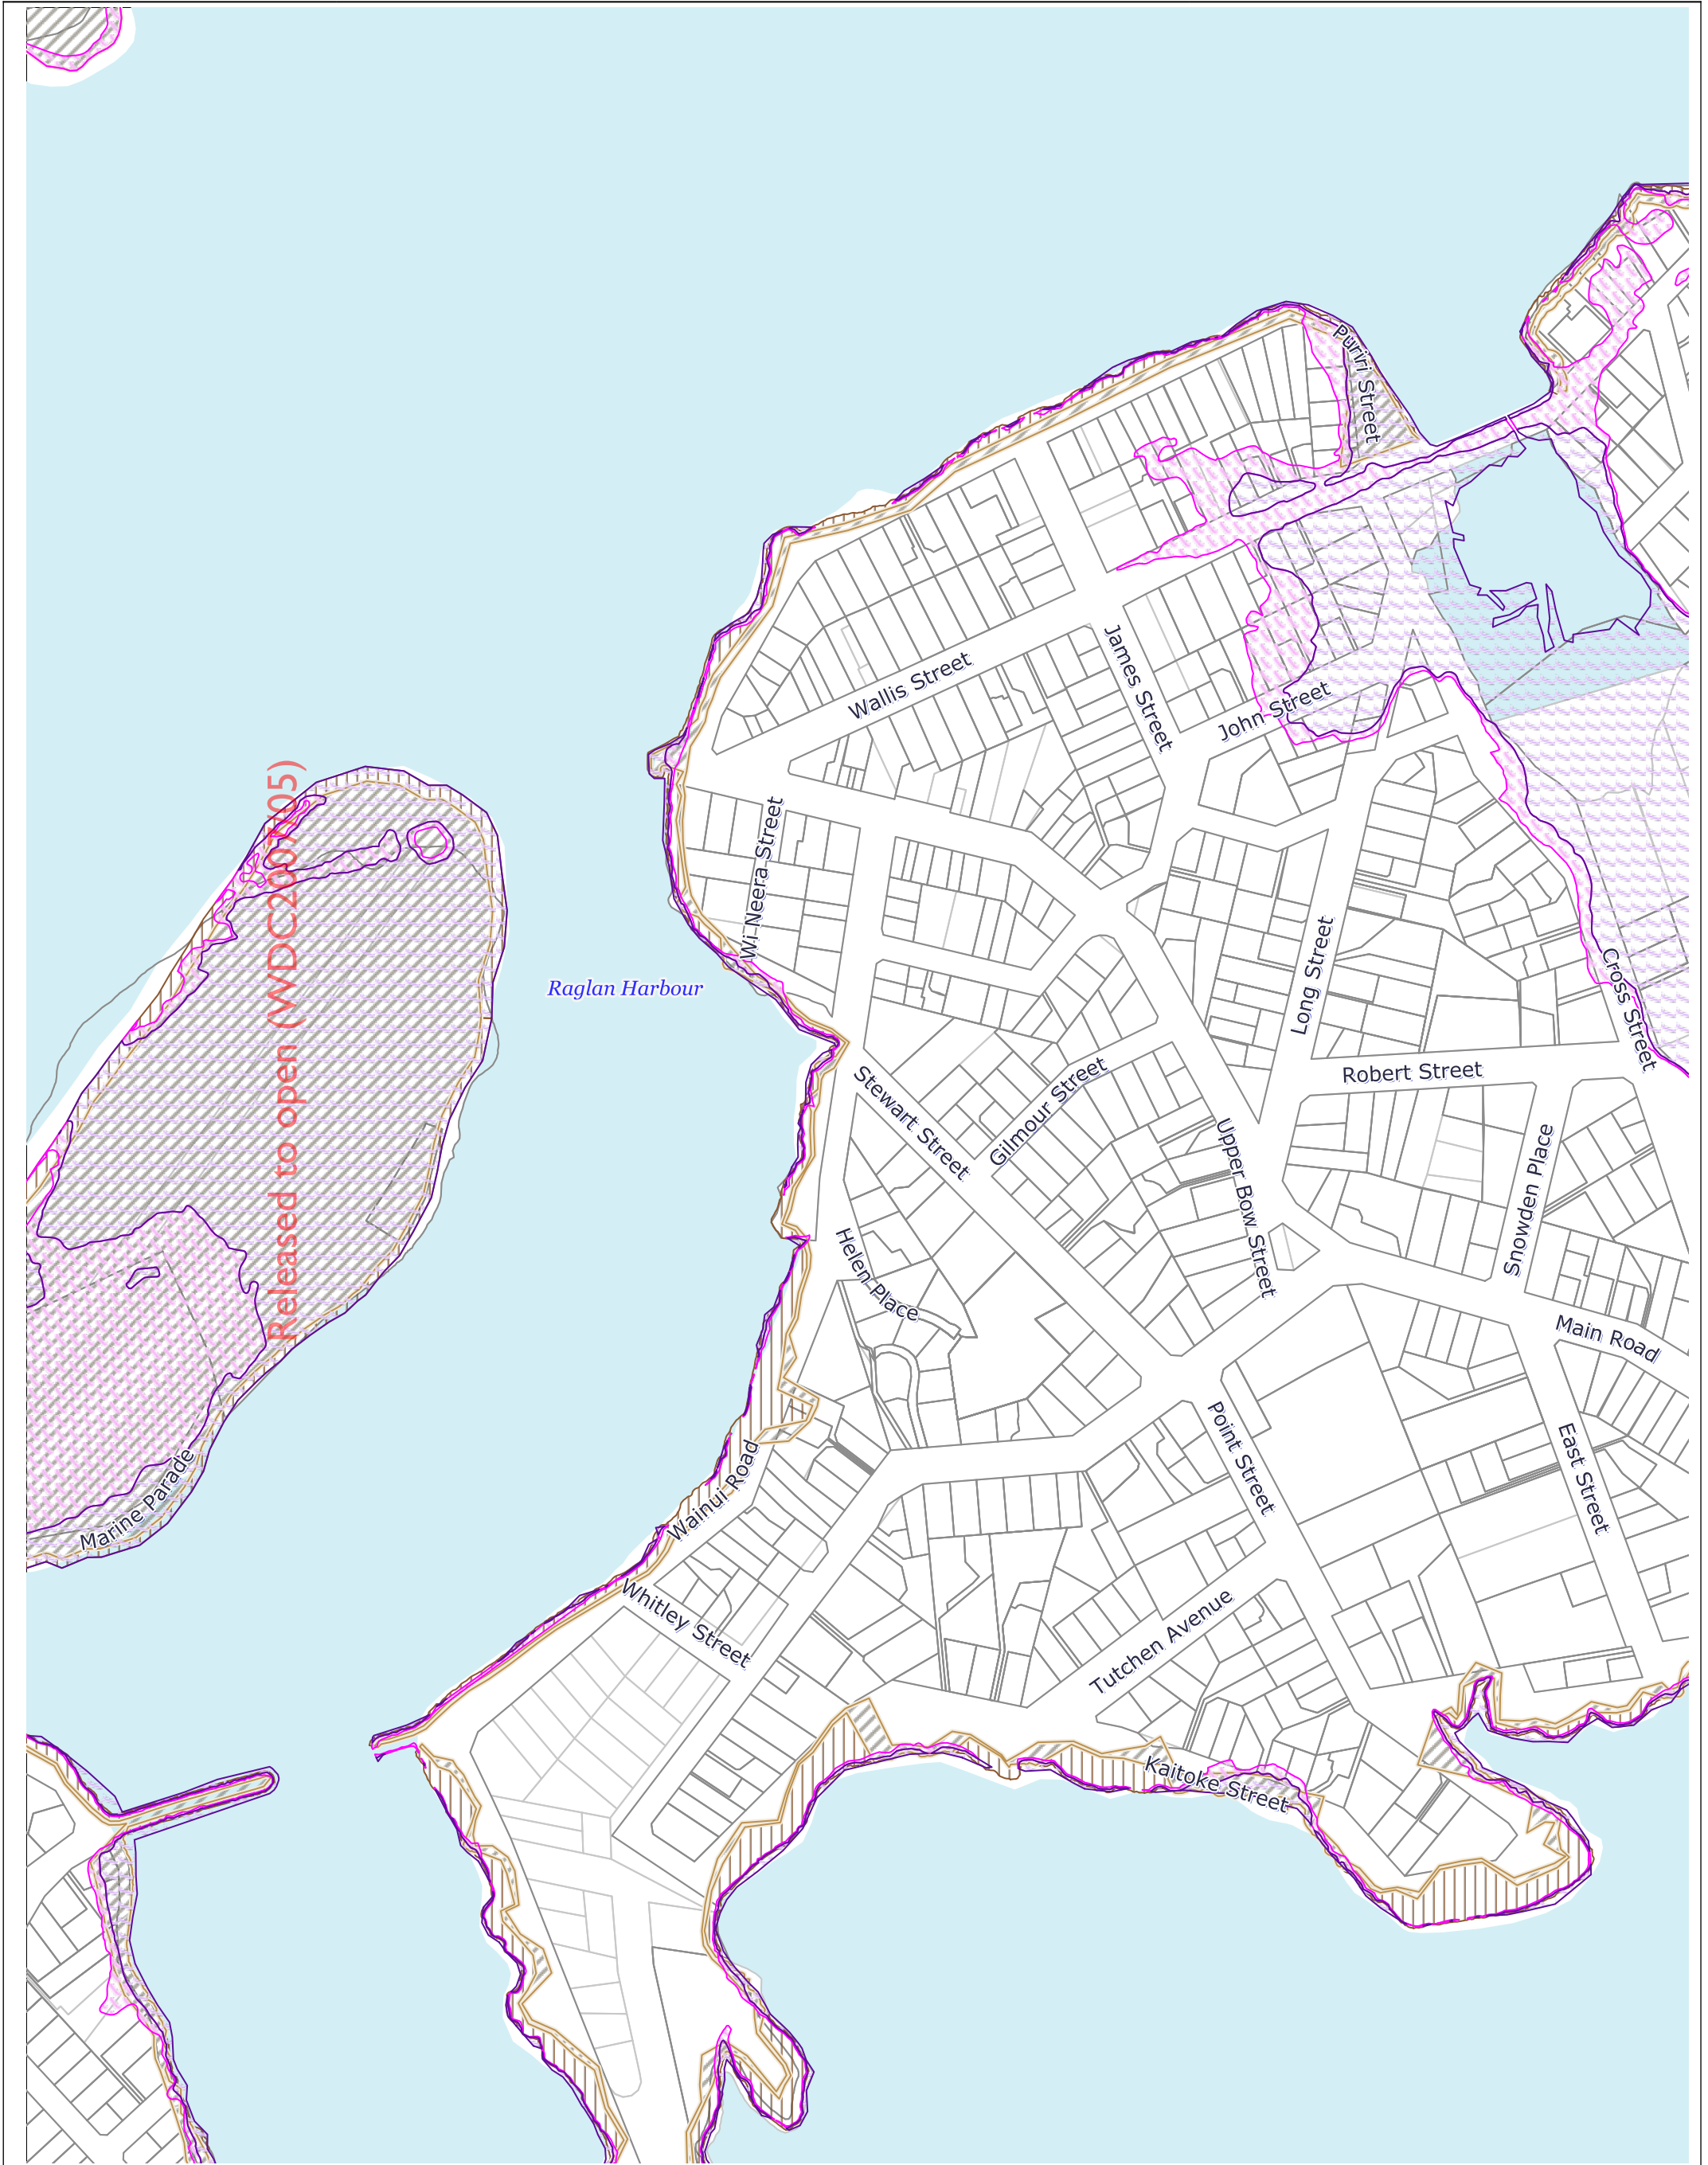 Puriri Street
Wallis Street
James Street
John Street
Wi-Neera Street
Released to open (WDC2007/05)
Raglan Harbour
Long Street
Cross Street
Robert Street
Stewart Street
Gilmour Street
Upper Bow Street
Snowden Place
Helen Place
Main Road
Point Street
East Street
Marine Parade
Wainui Road
Whitley Street
Tutchen Avenue
Kaitoke Street